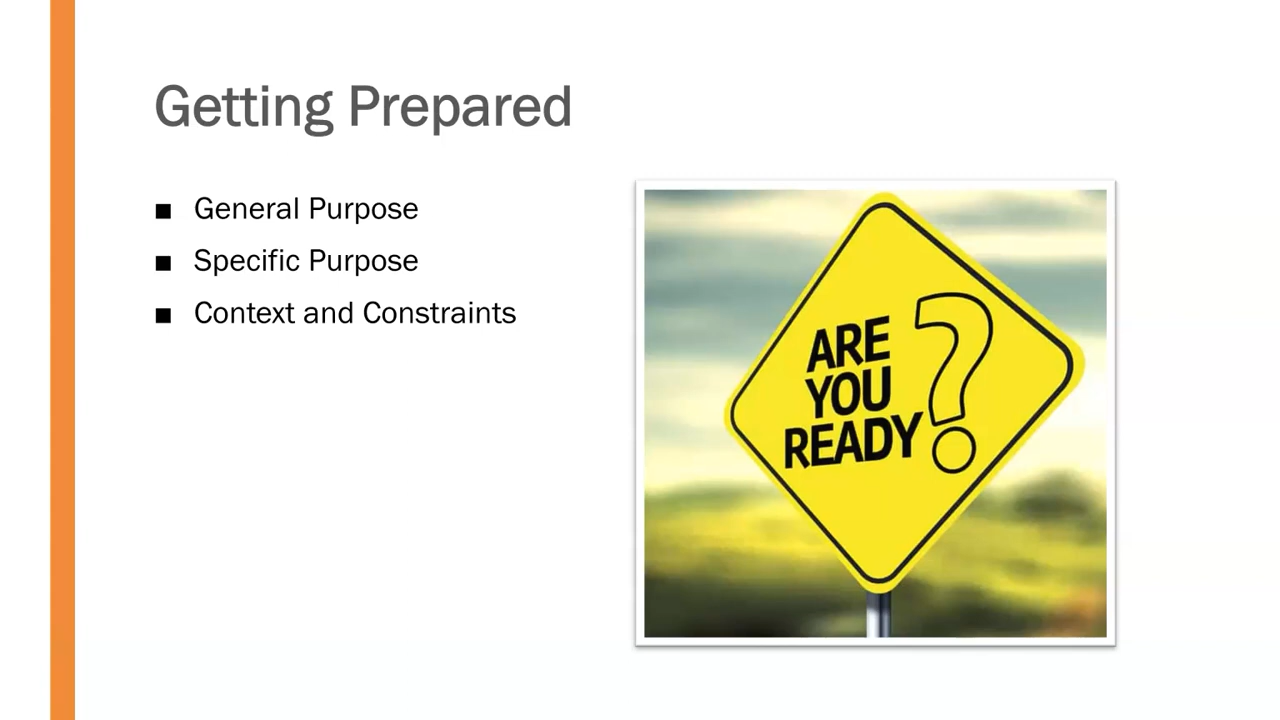 Getting Prepared
■ General Purpose
■ Specific Purpose
■ Context and Constraints
ARE
YOU
READY?